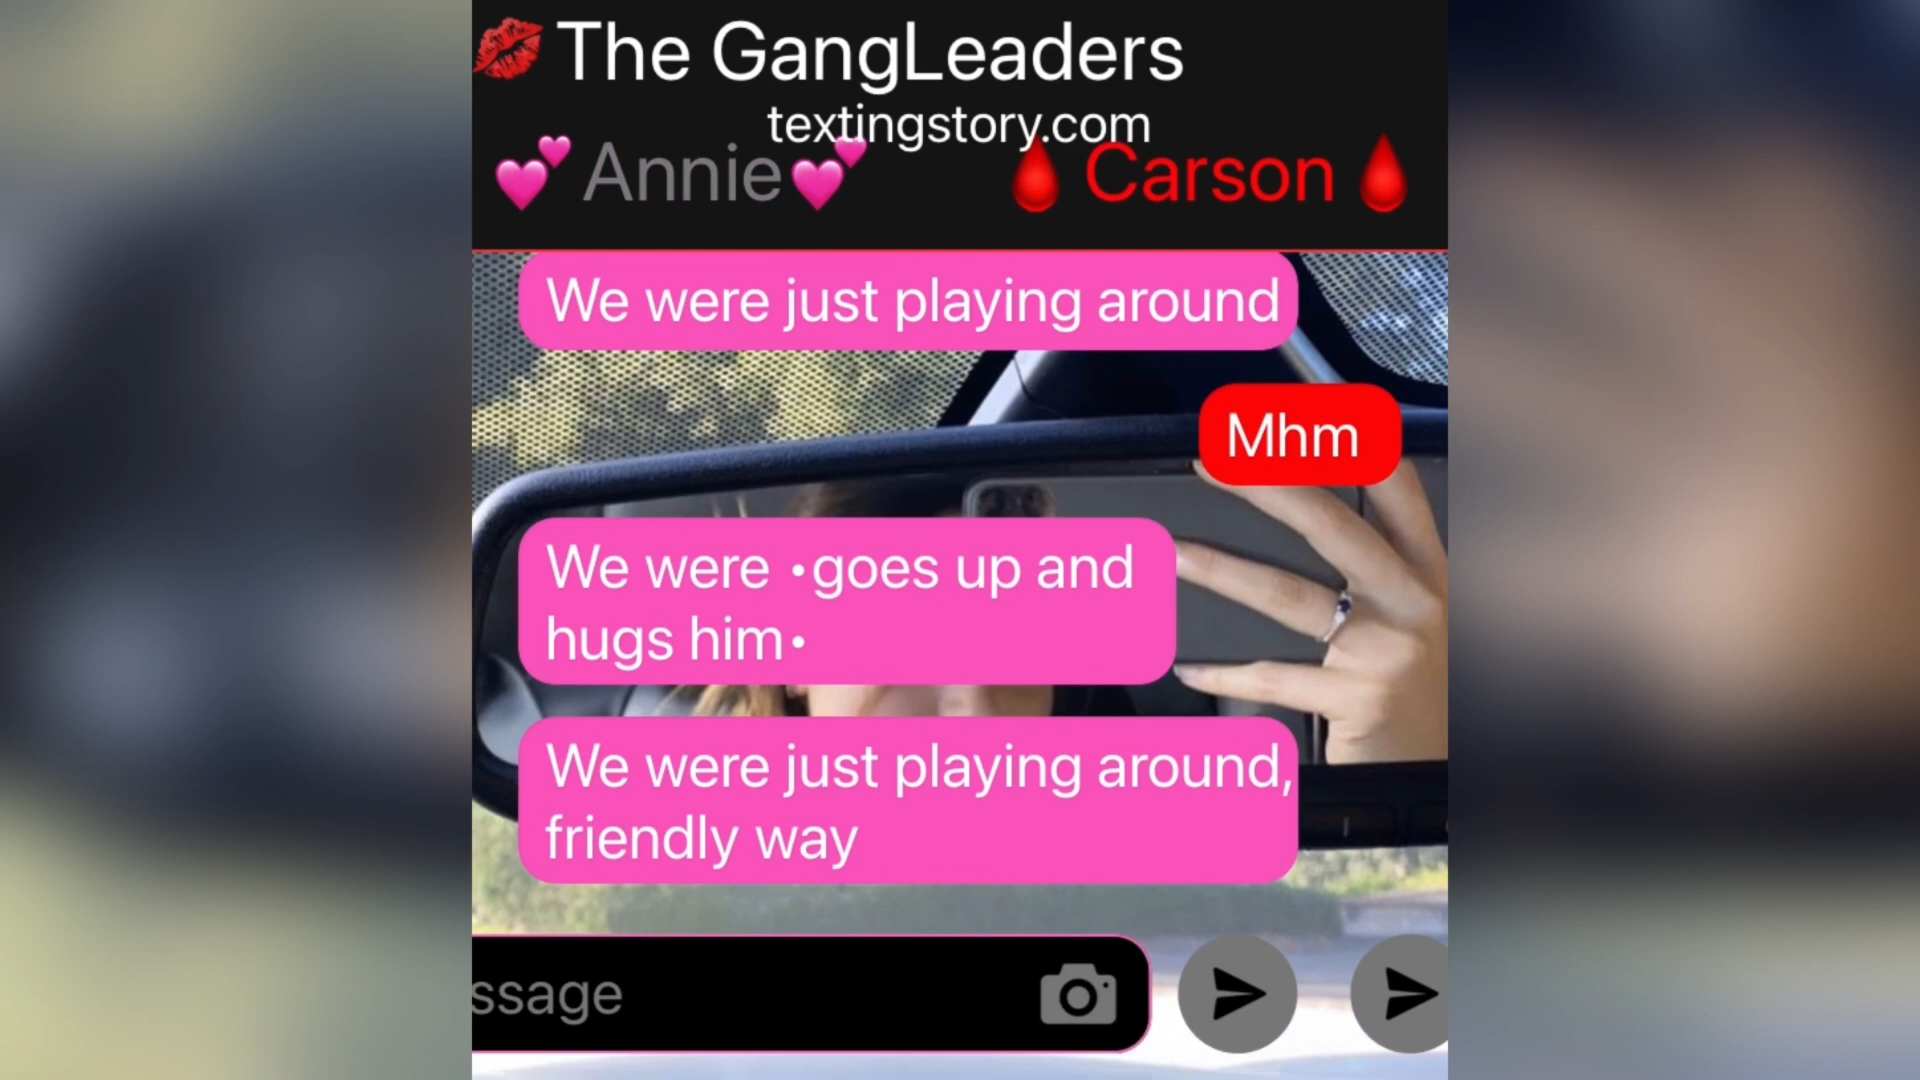 💋The GangLeaders
textingstory.com
💕Annie💕 🩸Carson🩸
We were just playing around
Mhm
We were •goes up and
hugs him•
We were just playing around,
friendly way
ssage